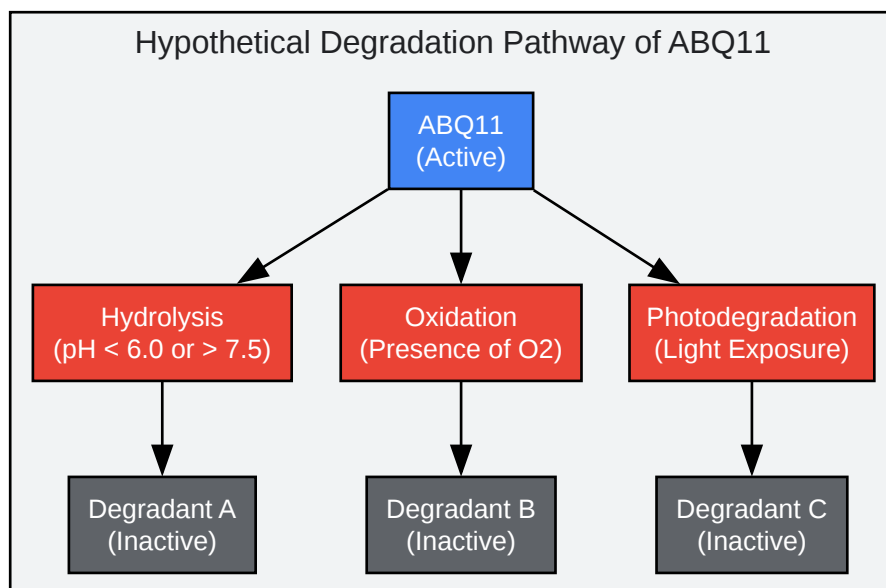 Hypothetical Degradation Pathway of ABQ11
ABQ11
(Active)
Hydrolysis
(pH < 6.0 or > 7.5)
Oxidation
(Presence of O2)
Photodegradation
(Light Exposure)
Degradant A
(Inactive)
Degradant B
(Inactive)
Degradant C
(Inactive)